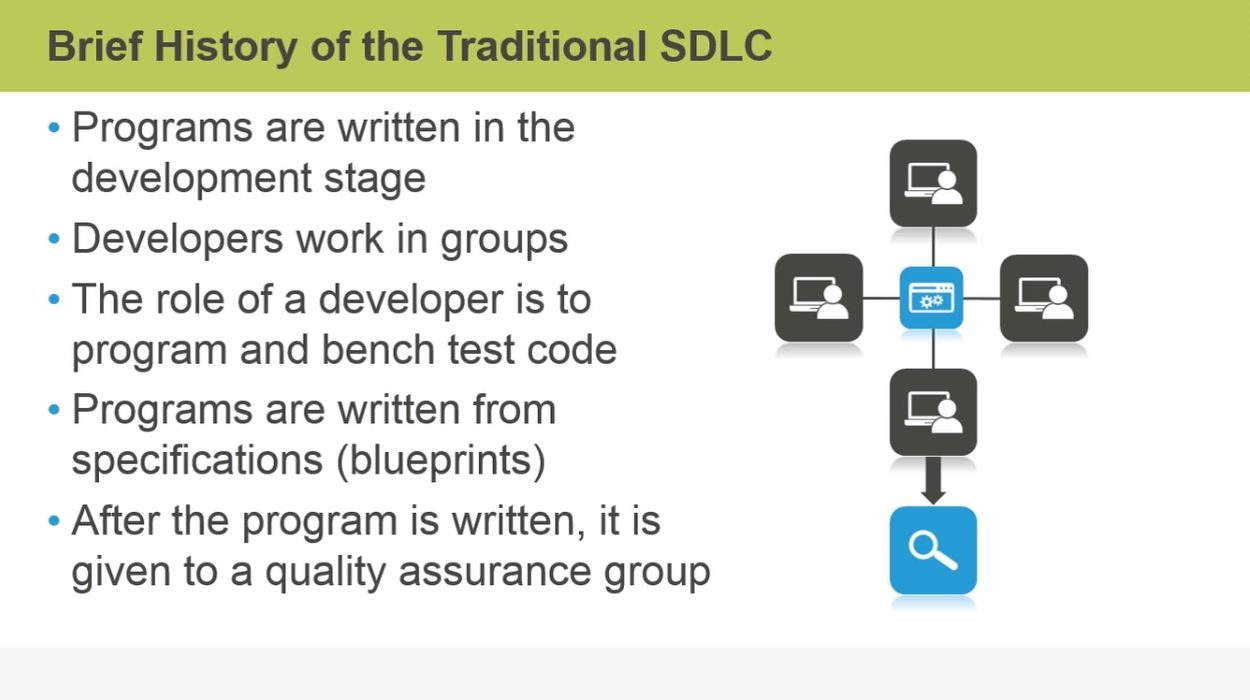 Brief History of the Traditional SDLC
• Programs are written in the
development stage
• Developers work in groups
• The role of a developer is to
program and bench test code
• Programs are written from
specifications (blueprints)
• After the program is written, it is
given to a quality assurance group